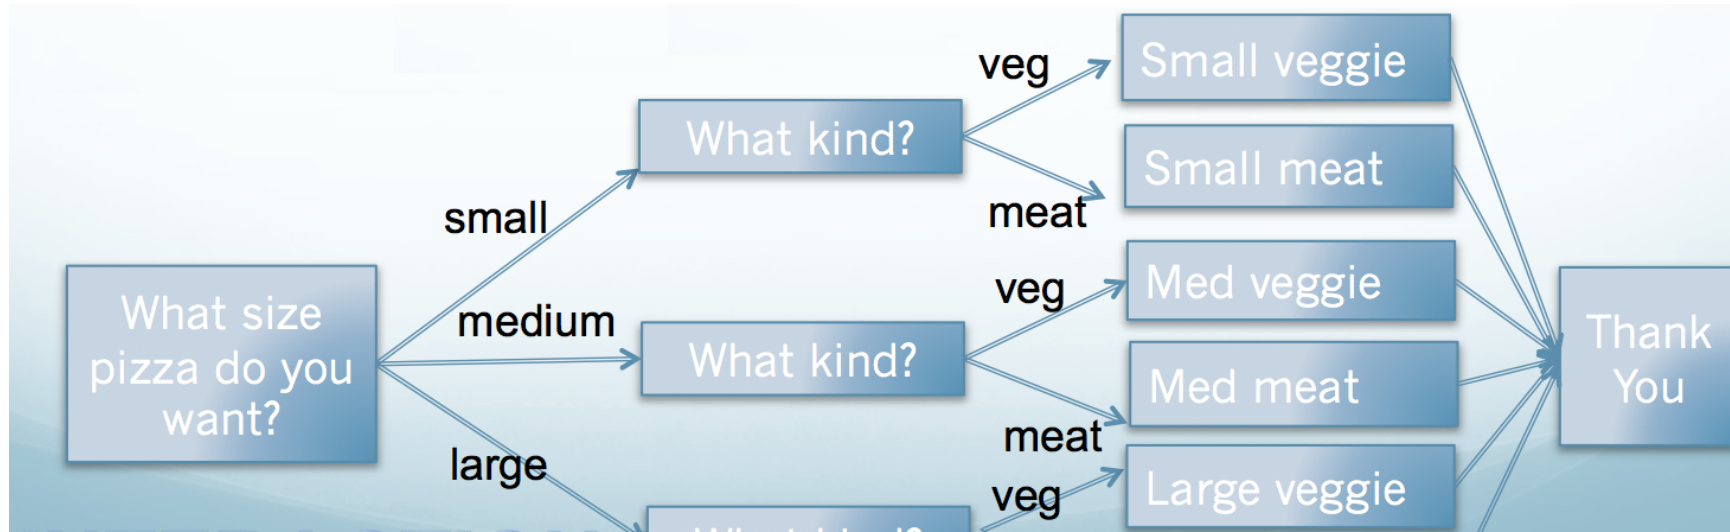 veg
Small veggie
What kind?
Small meat
small
meat
What size
pizza do you
want?
veg
Med veggie
medium
What kind?
Med meat
meat
Thank
You
large
veg
Large veggie